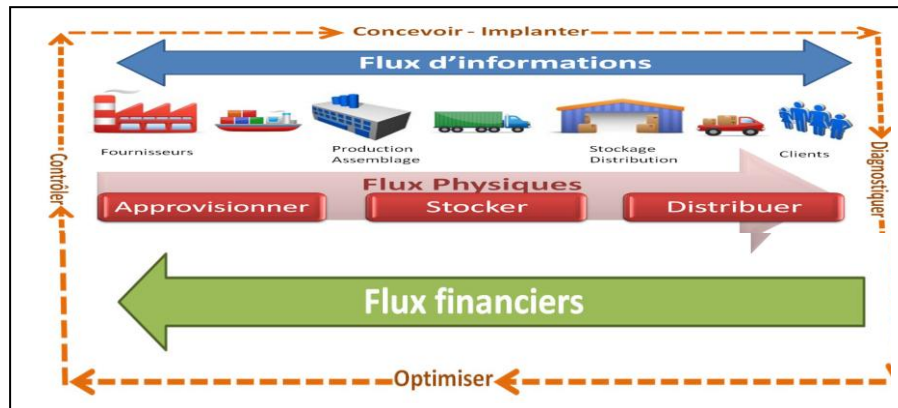 Concevoir - Implanter
Flux d'informations
Fournisseurs
Production
Assemblage
Stockage
Distribution
Clients
Contrôler
Diagnostiquer
Flux Physiques
Approvisionner
Stocker
Distribuer
Flux financiers
Optimiser